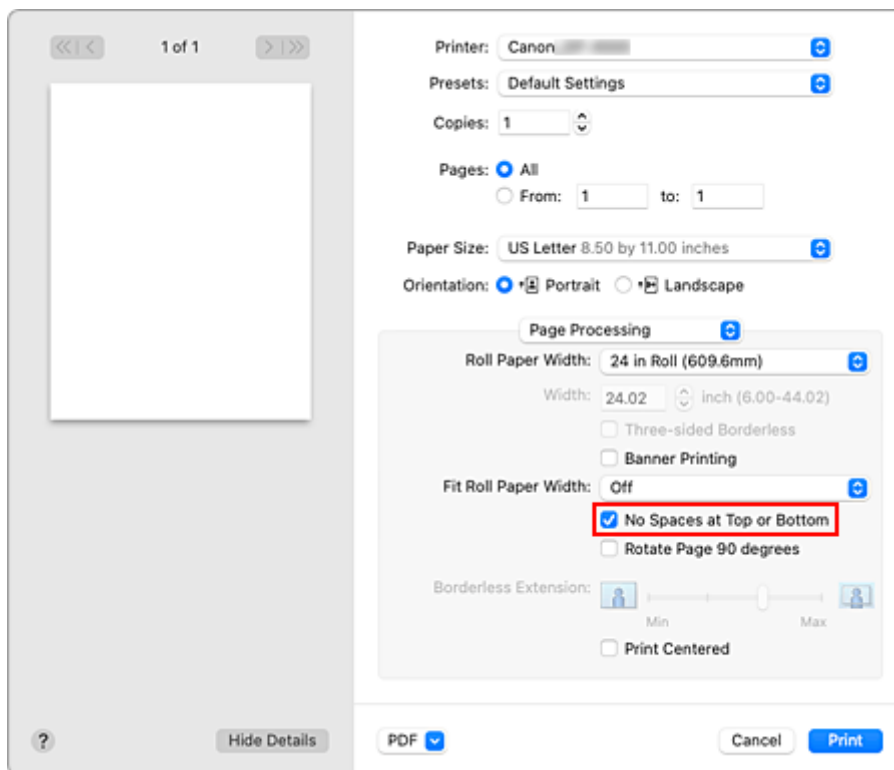 1 of 1
Printer: Canon
Presets: Default Settings
Copies: 1
Pages: All
From: 1 to: 1
Paper Size: US Letter 8.50 by 11.00 inches
Orientation: Portrait Landscape
Page Processing
Roll Paper Width: 24 in Roll (609.6mm)
Width: 24.02 inch (6.00-44.02)
Three-sided Borderless
Banner Printing
Fit Roll Paper Width: Off
No Spaces at Top or Bottom
Rotate Page 90 degrees
Borderless Extension:
Min Max
Print Centered
? Hide Details PDF Cancel Print